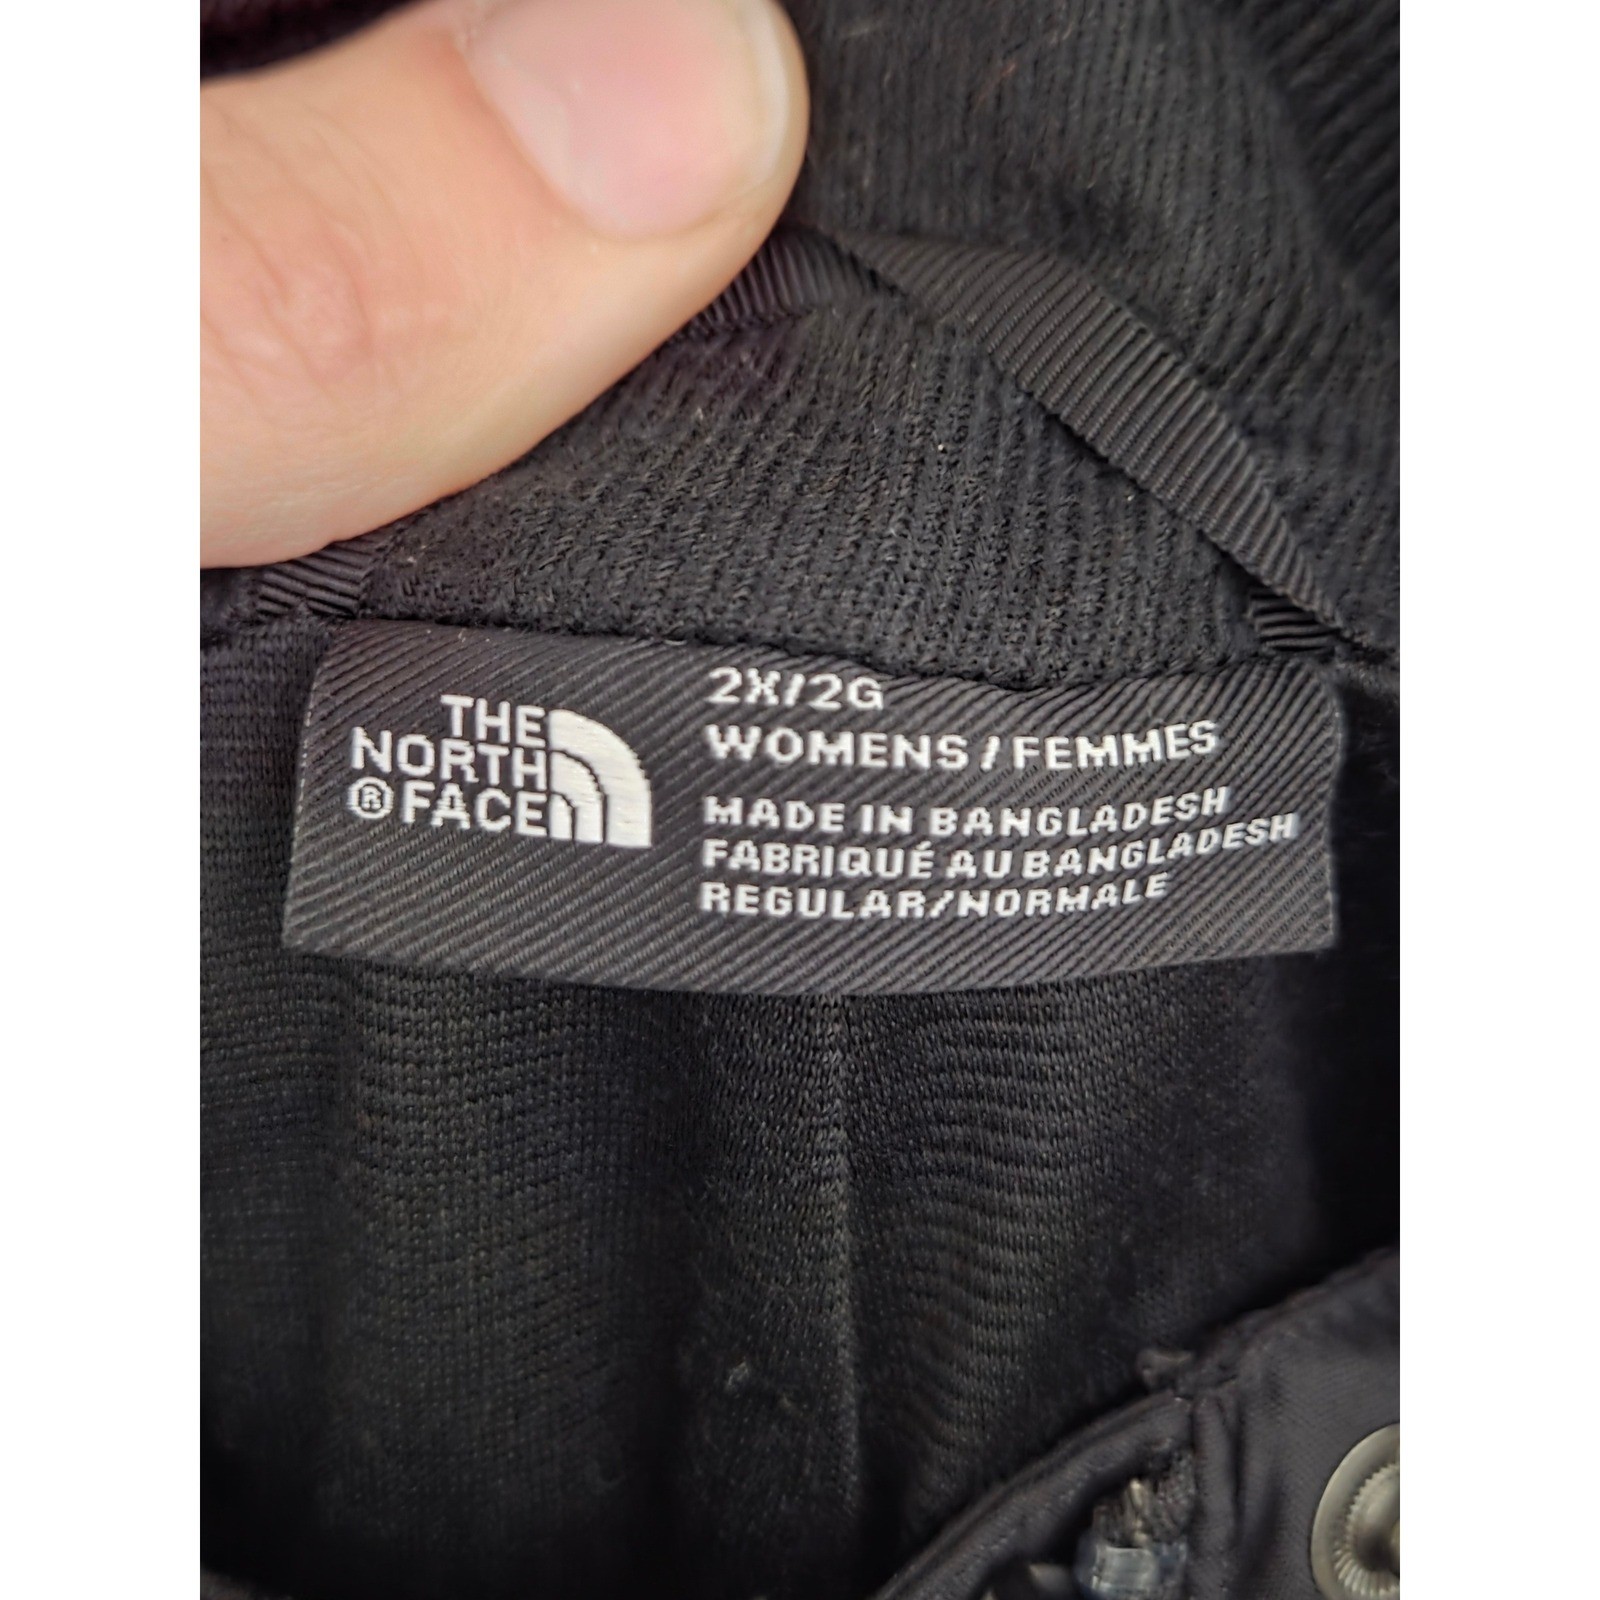 THE
NORTH
® FACE
2X/2G
WOMENS / FEMMES
MADE IN BANGLADESH
FABRIQUÉ AU BANGLADESH
REGULAR/NORMALE